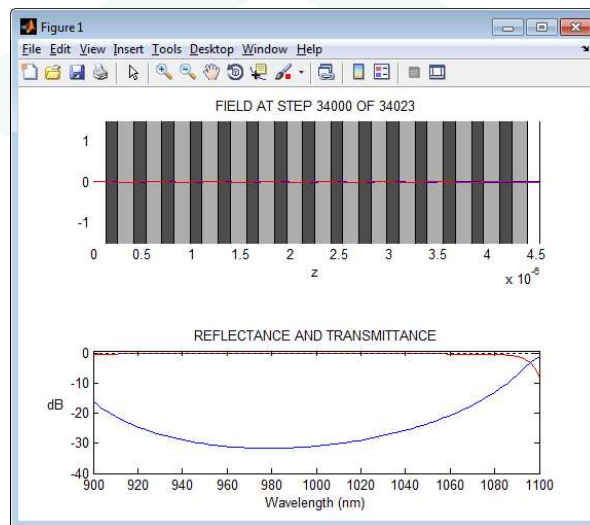 Figure 1
File Edit View Insert Tools Desktop Window Help
FIELD AT STEP 34000 OF 34023
1
0
-1
0 0.5 1 1.5 2 2.5 3 3.5 4 4.5
z
x 10⁻⁶
REFLECTANCE AND TRANSMITTANCE
0
-10
-20
-30
-40
dB
900 920 940 960 980 1000 1020 1040 1060 1080 1100
Wavelength (nm)